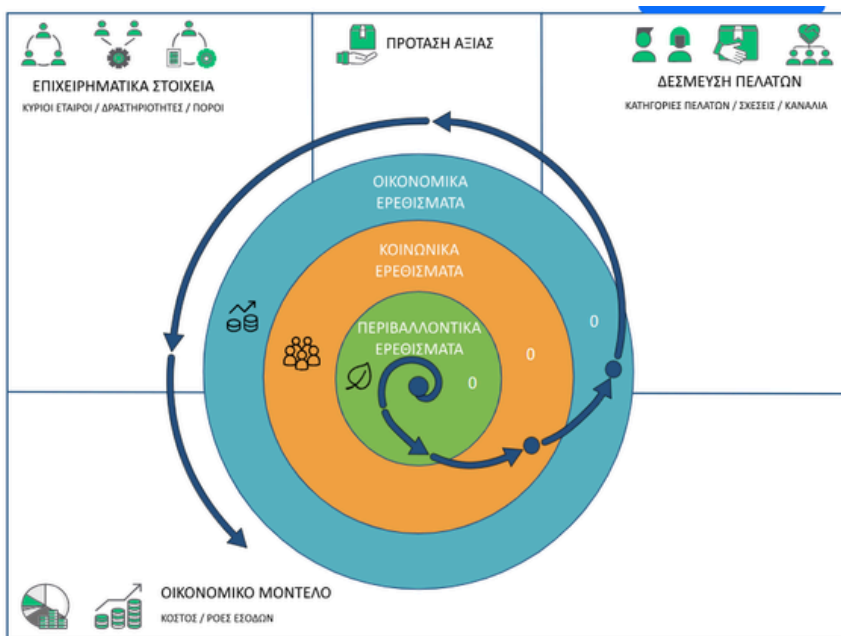 ΕΠΙΧΕΙΡΗΜΑΤΙΚΑ ΣΤΟΙΧΕΙΑ
ΚΥΡΙΟΙ ΕΤΑΙΡΟΙ / ΔΡΑΣΤΗΡΙΟΤΗΤΕΣ / ΠΟΡΟΙ
ΠΡΟΤΑΣΗ ΑΞΙΑΣ
ΔΕΣΜΕΥΣΗ ΠΕΛΑΤΩΝ
ΚΑΤΗΓΟΡΙΕΣ ΠΕΛΑΤΩΝ / ΣΧΕΣΕΙΣ / ΚΑΝΑΛΙΑ
ΟΙΚΟΝΟΜΙΚΑ
ΕΡΕΘΙΣΜΑΤΑ
ΚΟΙΝΩΝΙΚΑ
ΕΡΕΘΙΣΜΑΤΑ
ΠΕΡΙΒΑΛΛΟΝΤΙΚΑ
ΕΡΕΘΙΣΜΑΤΑ
0
0
0
ΟΙΚΟΝΟΜΙΚΟ ΜΟΝΤΕΛΟ
ΚΟΣΤΟΣ / ΡΟΕΣ ΕΣΟΔΩΝ